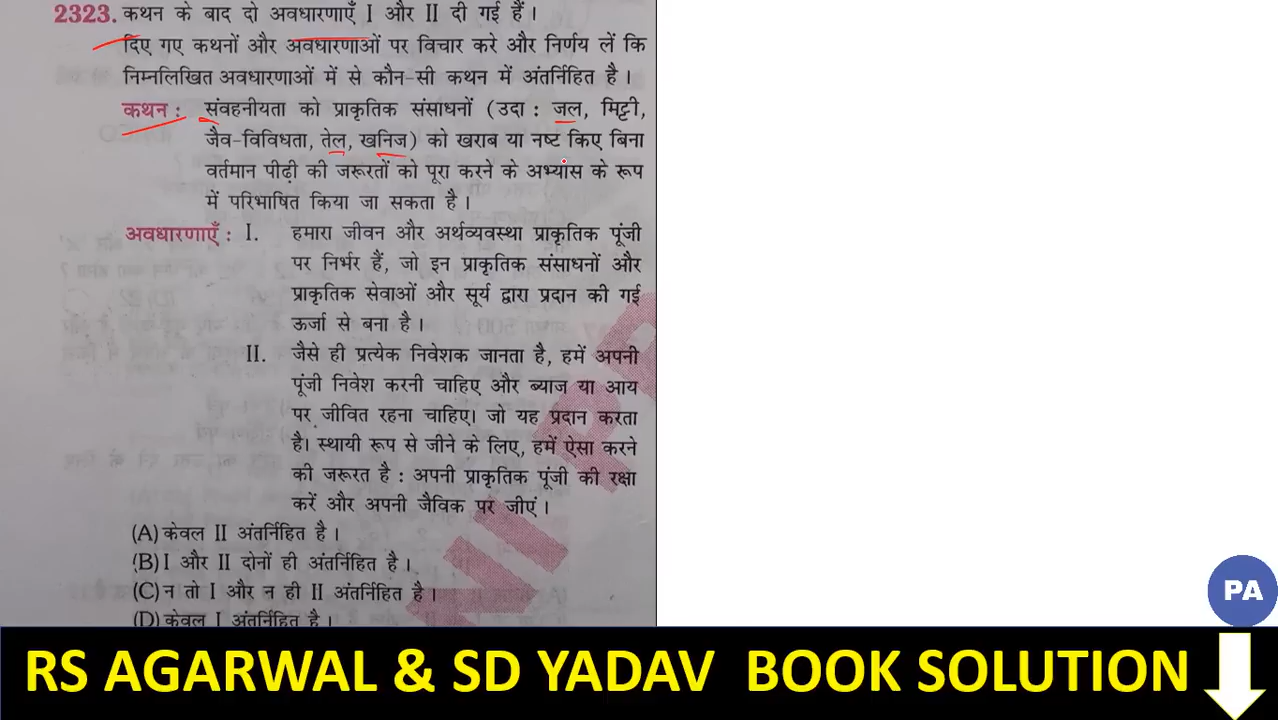 2323. कथन के बाद दो अवधारणाएँ I और II दी गई हैं।
दिए गए कथनों और अवधारणाओं पर विचार करे और निर्णय लें कि
निम्नलिखित अवधारणाओं में से कौन-सी कथन में अंतर्निहित है।
कथन : संवहनीयता को प्राकृतिक संसाधनों (उदा : जल, मिट्टी,
जैव-विविधता, तेल, खनिज) को खराब या नष्ट किए बिना
वर्तमान पीढ़ी की जरूरतों को पूरा करने के अभ्यास के रूप
में परिभाषित किया जा सकता है।
अवधारणाएँ : I. हमारा जीवन और अर्थव्यवस्था प्राकृतिक पूंजी
पर निर्भर हैं, जो इन प्राकृतिक संसाधनों और
प्राकृतिक सेवाओं और सूर्य द्वारा प्रदान की गई
ऊर्जा से बना है।
II. जैसे ही प्रत्येक निवेशक जानता है, हमें अपनी
पूंजी निवेश करनी चाहिए और ब्याज या आय
पर जीवित रहना चाहिए। जो यह प्रदान करता
है। स्थायी रूप से जीने के लिए, हमें ऐसा करने
की जरूरत है : अपनी प्राकृतिक पूंजी की रक्षा
करें और अपनी जैविक पर जीएं।
(A) केवल II अंतर्निहित है।
(B) I और II दोनों ही अंतर्निहित है।
(C) न तो I और न ही II अंतर्निहित है।
(D) केवल I अंतर्निहित है।
PA
RS AGARWAL & SD YADAV BOOK SOLUTION